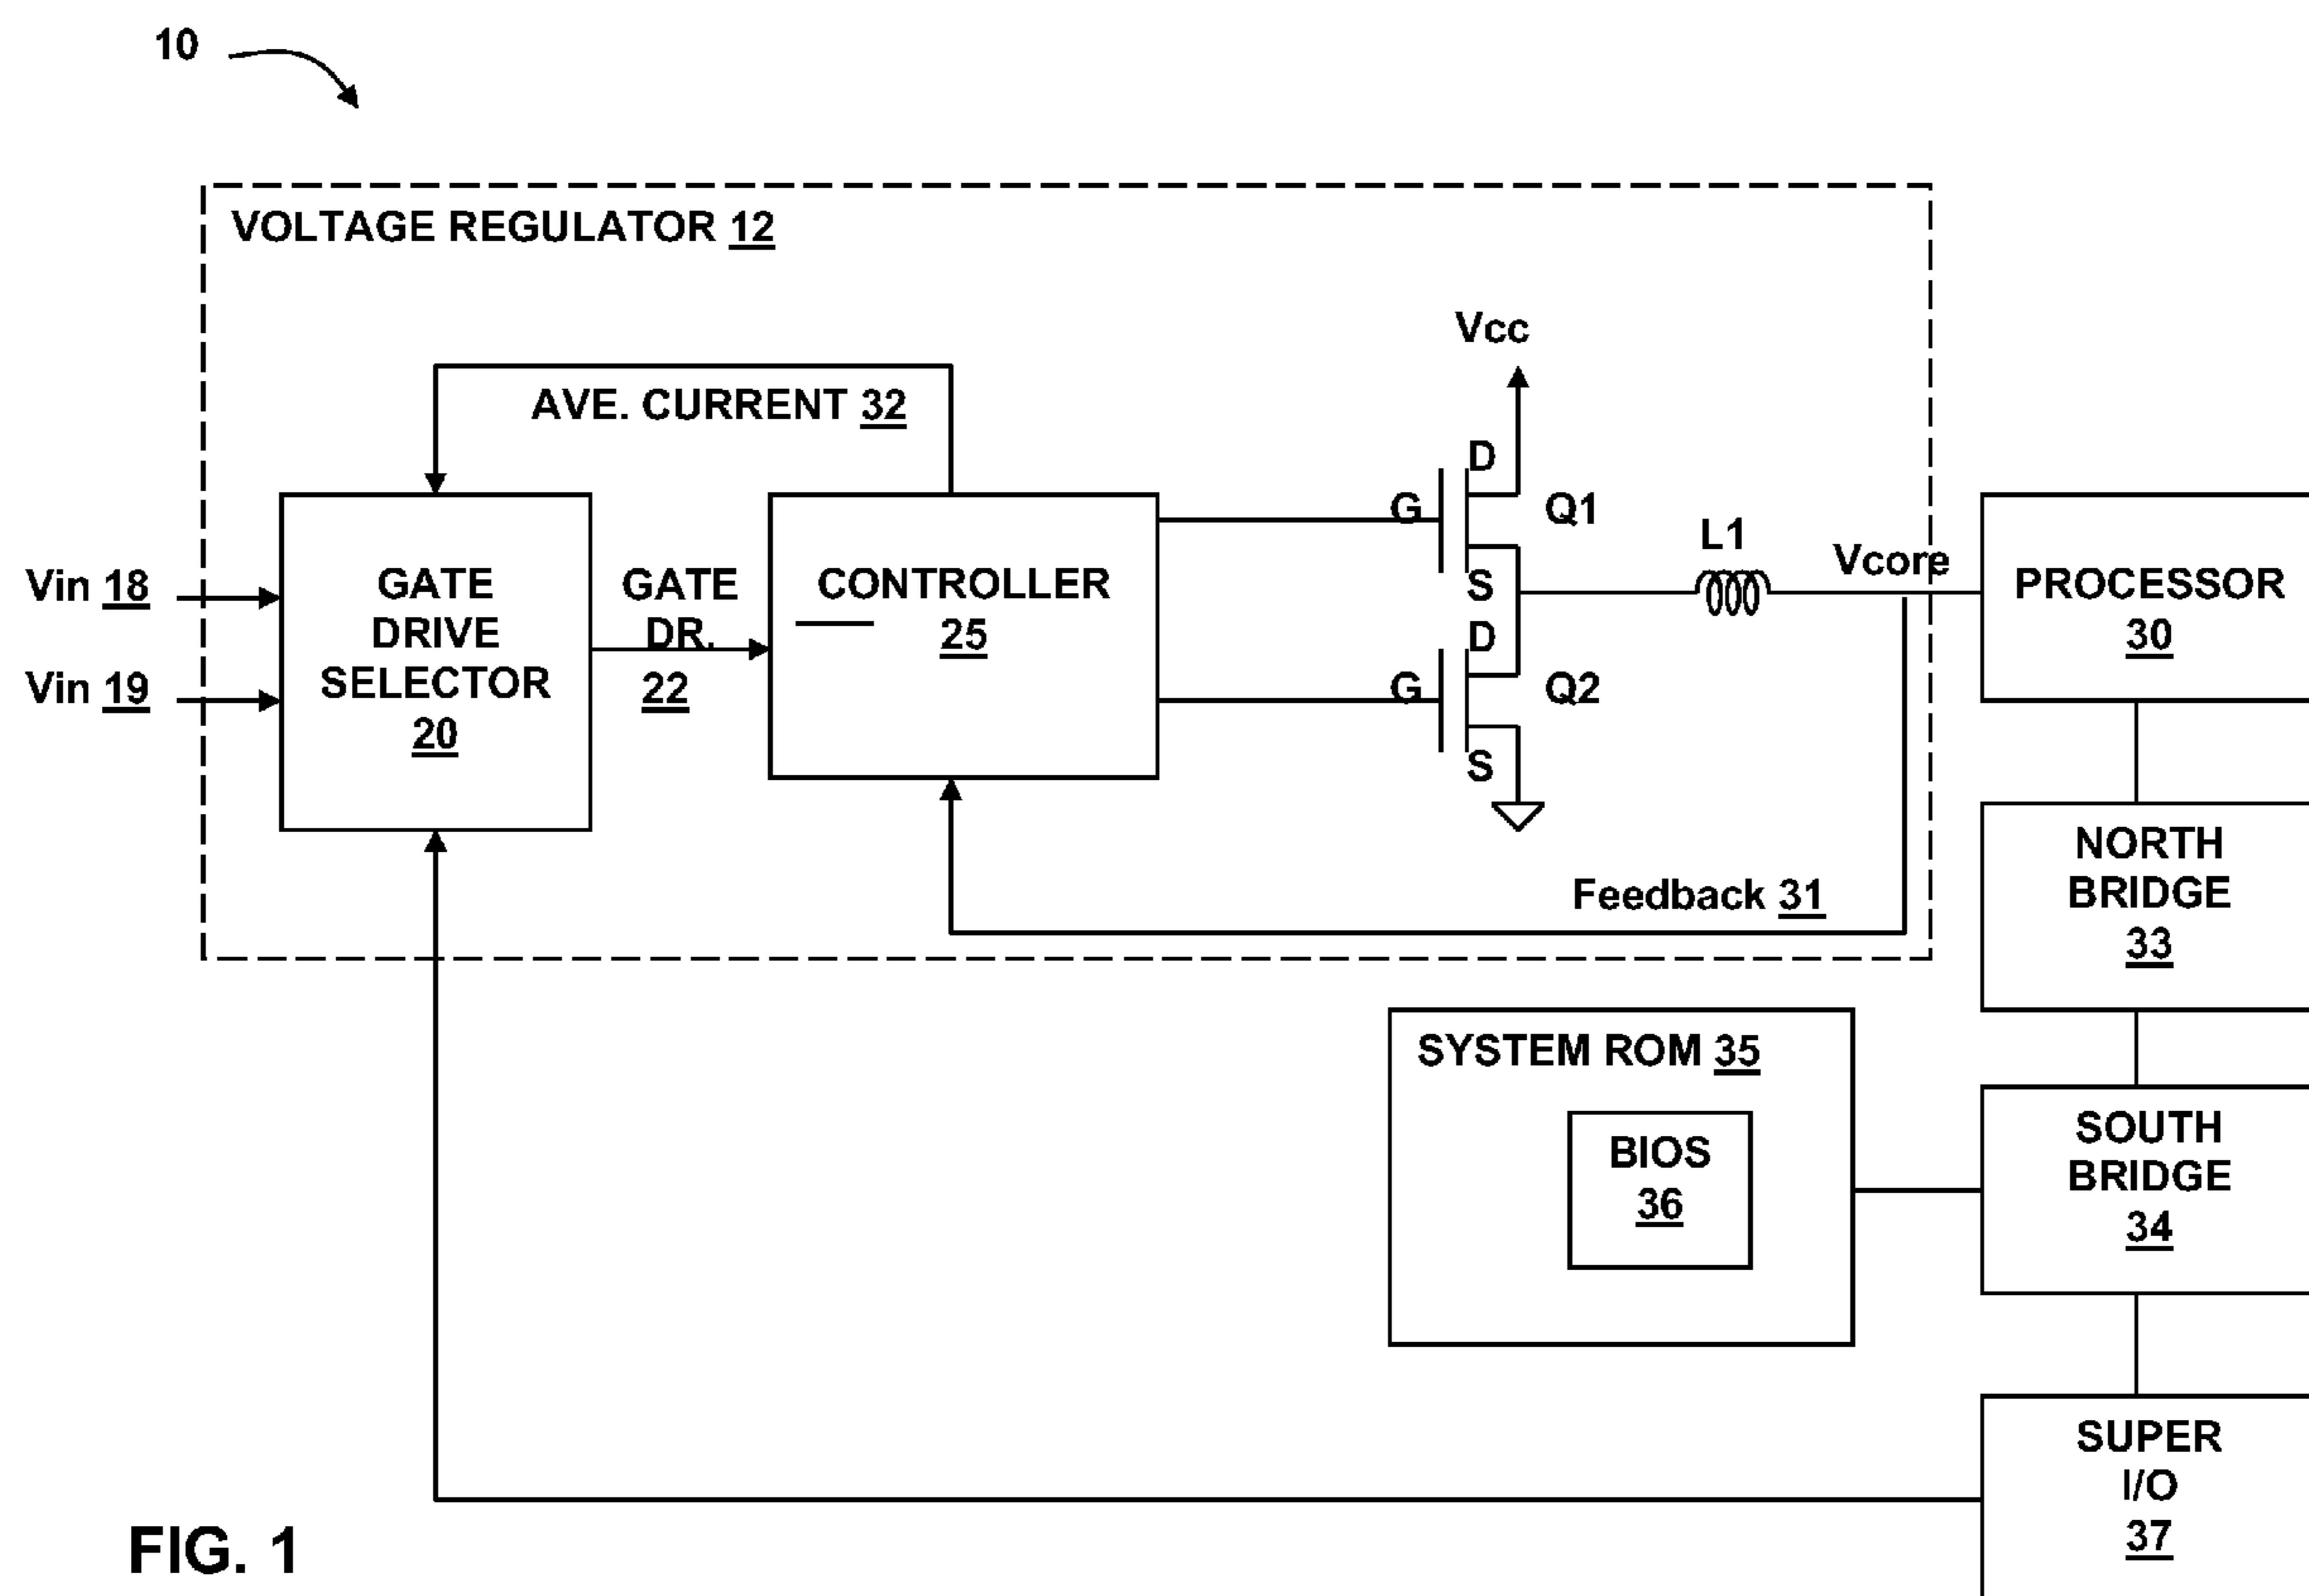 10
VOLTAGE REGULATOR 12
Vcc
AVE. CURRENT 32
D
G
Q1
S
L1
Vcore
Vin 18
Vin 19
GATE
DRIVE
SELECTOR
20
GATE
DR.
22
CONTROLLER
25
D
G
Q2
S
PROCESSOR
30
Feedback 31
NORTH
BRIDGE
33
SYSTEM ROM 35
BIOS
36
SOUTH
BRIDGE
34
SUPER
I/O
37
FIG. 1